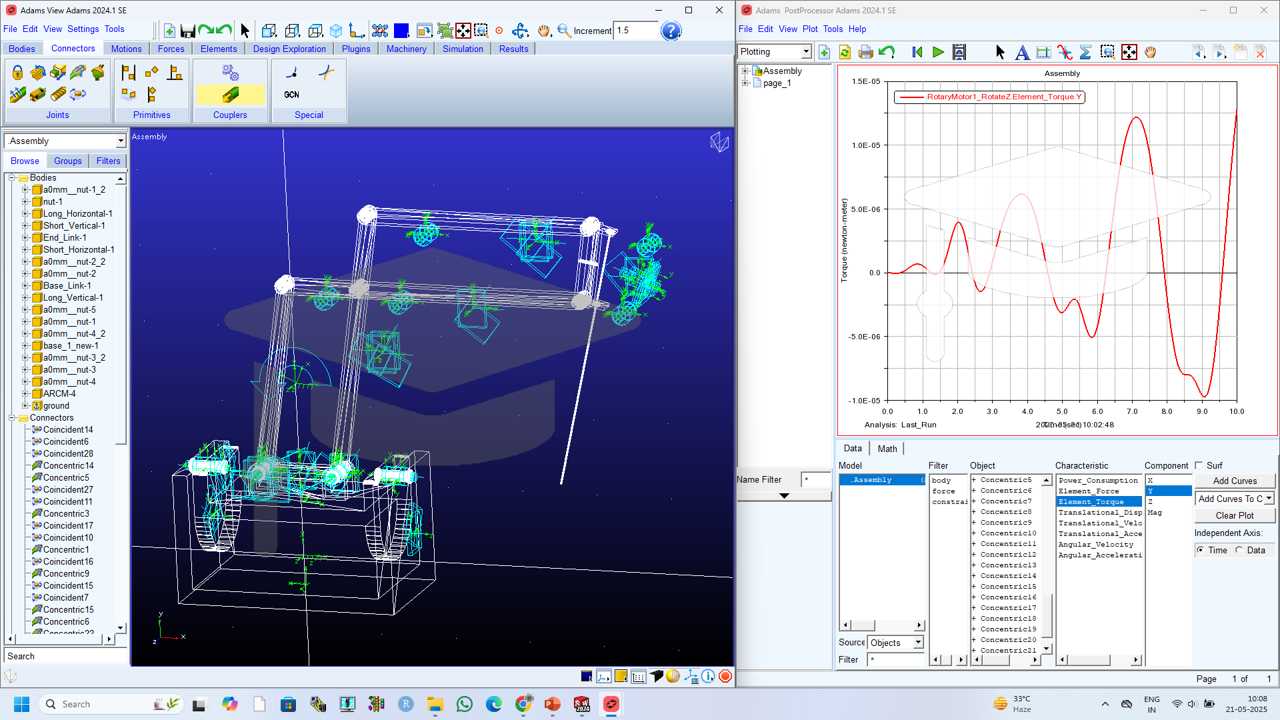 Adams View Adams 2024.1 SE
File Edit View Settings Tools
Increment 1.5
Bodies Connectors Motions Forces Elements Design Exploration Plugins Machinery Simulation Results
GCN
Joints Primitives Couplers Special
.Assembly
Browse Groups Filters
Bodies
a0mm__nut-1_2
nut-1
Long_Horizontal-1
Short_Vertical-1
End_Link-1
Short_Horizontal-1
a0mm__nut-2_2
a0mm__nut-2
Base_Link-1
Long_Vertical-1
a0mm__nut-5
a0mm__nut-1
a0mm__nut-4_2
base_1_new-1
a0mm__nut-3_2
a0mm__nut-3
a0mm__nut-4
ARCM-4
ground
Connectors
Coincident14
Coincident6
Coincident28
Concentric14
Concentric5
Coincident27
Coincident11
Concentric3
Coincident17
Coincident10
Concentric1
Coincident16
Concentric9
Coincident15
Coincident7
Concentric15
Concentric6
Concentric22
Search
Assembly
y
x
z
Adams PostProcessor Adams 2024.1 SE
File Edit View Plot Tools Help
Plotting
Assembly
page_1
Name Filter *
Assembly
1.5E-05
1.0E-05
5.0E-06
0.0
-5.0E-06
-1.0E-05
Torque (newton-meter)
.RotaryMotor1_RotateZ.Element_Torque.Y
0.0 1.0 2.0 3.0 4.0 5.0 6.0 7.0 8.0 9.0 10.0
Analysis: Last_Run
10:02:48
Data Math
Model Filter Object Characteristic Component Surf
.Assembly (
body
force
constrai
+ Concentric5
+ Concentric6
+ Concentric7
+ Concentric8
+ Concentric9
+ Concentric10
+ Concentric11
+ Concentric12
+ Concentric13
+ Concentric14
+ Concentric15
+ Concentric16
+ Concentric17
+ Concentric18
+ Concentric19
+ Concentric20
+ Concentric21
Power_Consumption
Element_Force
Element_Torque
Translational_Disp
Translational_Velo
Translational_Acce
Angular_Velocity
Angular_Accelerati
X
Y
Z
Mag
Add Curves
Add Curves To C
Clear Plot
Independent Axis:
Time Data
Source Objects
Filter *
Page 1 of 1
Search
33°C
Haze
ENG
IN
10:08
21-05-2025